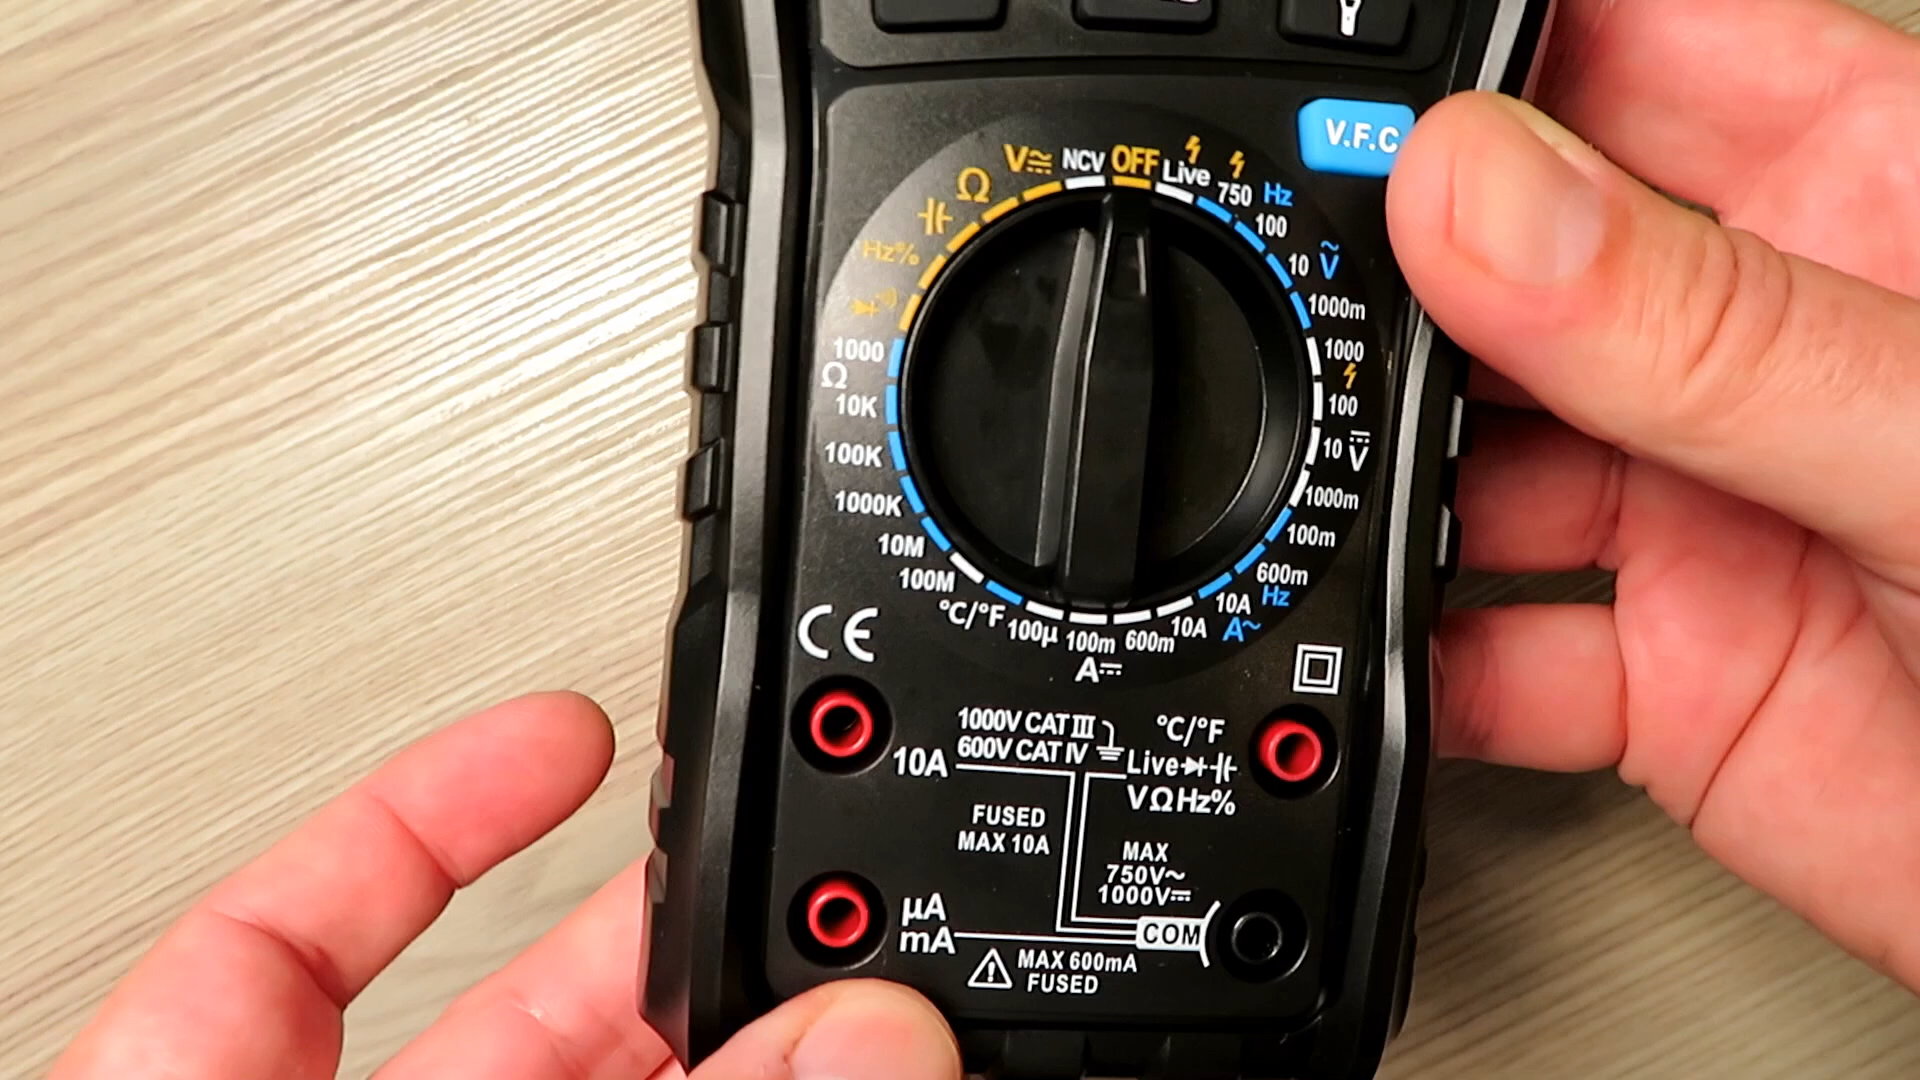 V.F.C
V NCV OFF Live 750 Hz
Ω 100
Hz% 10 V
1000m
1000 1000
Ω
10K 100
100K 10 V
1000K 1000m
10M 100m
100M 600m
Hz
°C/°F 100µ 100m 600m 10A 10A
A A~
CE
1000V CAT III °C/°F
600V CAT IV Live
10A VΩHz%
FUSED
MAX 10A
MAX
750V~
1000V
µA
mA COM
MAX 600mA
FUSED